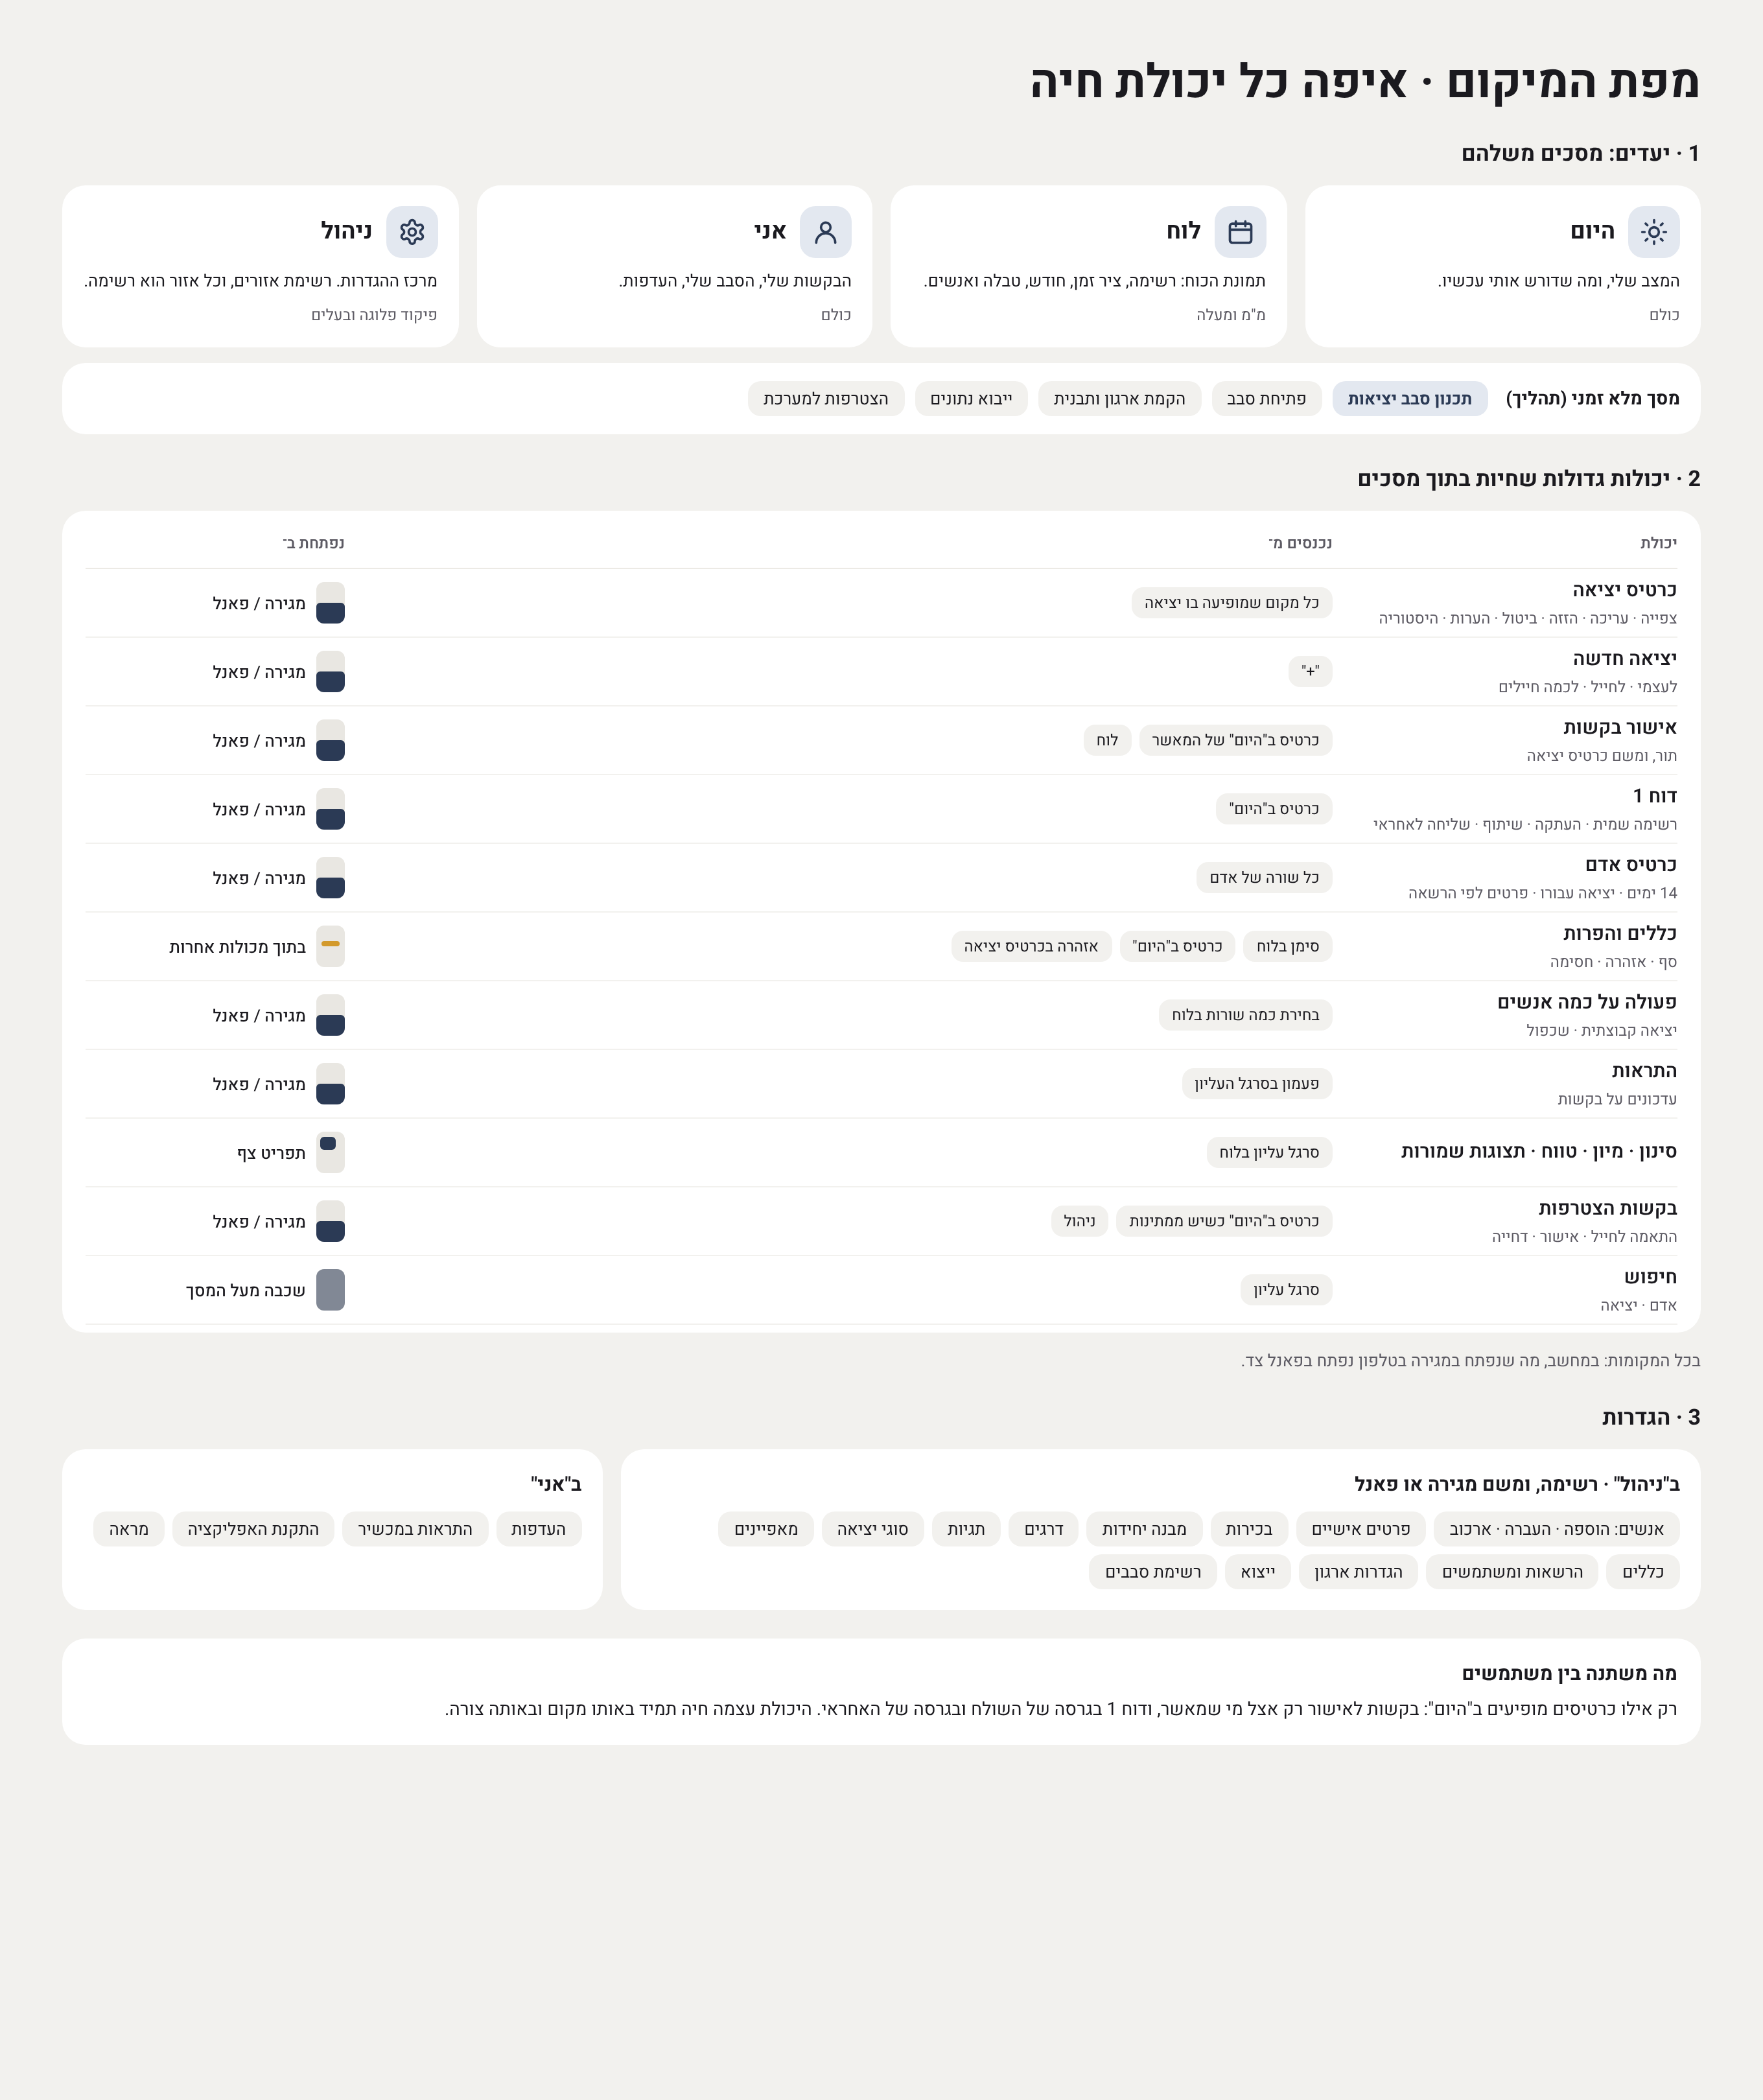 מפת המיקום · איפה כל יכולת חיה
1 · יעדים: מסכים משלהם
היום
המצב שלי, ומה שדורש אותי עכשיו.
כולם
לוח
תמונת הכוח: רשימה, ציר זמן, חודש, טבלה ואנשים.
מ"מ ומעלה
אני
הבקשות שלי, הסבב שלי, העדפות.
כולם
ניהול
מרכז ההגדרות. רשימת אזורים, וכל אזור הוא רשימה.
פיקוד פלוגה ובעלים
מסך מלא זמני (תהליך) תכנון סבב יציאות פתיחת סבב הקמת ארגון ותבנית ייבוא נתונים הצטרפות למערכת
2 · יכולות גדולות שחיות בתוך מסכים
יכולת נכנסים מ־ נפתחת ב־
כרטיס יציאה
צפייה · עריכה · הזזה · ביטול · הערות · היסטוריה
כל מקום שמופיעה בו יציאה
מגירה / פאנל
יציאה חדשה
לעצמי · לחייל · לכמה חיילים
"+"
מגירה / פאנל
אישור בקשות
תור, ומשם כרטיס יציאה
כרטיס ב"היום" של המאשר לוח
מגירה / פאנל
דוח 1
רשימה שמית · העתקה · שיתוף · שליחה לאחראי
כרטיס ב"היום"
מגירה / פאנל
כרטיס אדם
14 ימים · יציאה עבורו · פרטים לפי הרשאה
כל שורה של אדם
מגירה / פאנל
כללים והפרות
סף · אזהרה · חסימה
סימן בלוח כרטיס ב"היום" אזהרה בכרטיס יציאה
בתוך מכולות אחרות
פעולה על כמה אנשים
יציאה קבוצתית · שכפול
בחירת כמה שורות בלוח
מגירה / פאנל
התראות
עדכונים על בקשות
פעמון בסרגל העליון
מגירה / פאנל
סינון · מיון · טווח · תצוגות שמורות
סרגל עליון בלוח
תפריט צף
בקשות הצטרפות
התאמה לחייל · אישור · דחייה
כרטיס ב"היום" כשיש ממתינות ניהול
מגירה / פאנל
חיפוש
אדם · יציאה
סרגל עליון
שכבה מעל המסך
בכל המקומות: במחשב, מה שנפתח במגירה בטלפון נפתח בפאנל צד.
3 · הגדרות
ב"ניהול" · רשימה, ומשם מגירה או פאנל
אנשים: הוספה · העברה · ארכוב פרטים אישיים בכירות מבנה יחידות דרגים תגיות סוגי יציאה מאפיינים
כללים הרשאות ומשתמשים הגדרות ארגון ייצוא רשימת סבבים
ב"אני"
העדפות התראות במכשיר התקנת האפליקציה מראה
מה משתנה בין משתמשים
רק אילו כרטיסים מופיעים ב"היום": בקשות לאישור רק אצל מי שמאשר, ודוח 1 בגרסה של השולח ובגרסה של האחראי. היכולת עצמה חיה תמיד באותו מקום ובאותה צורה.